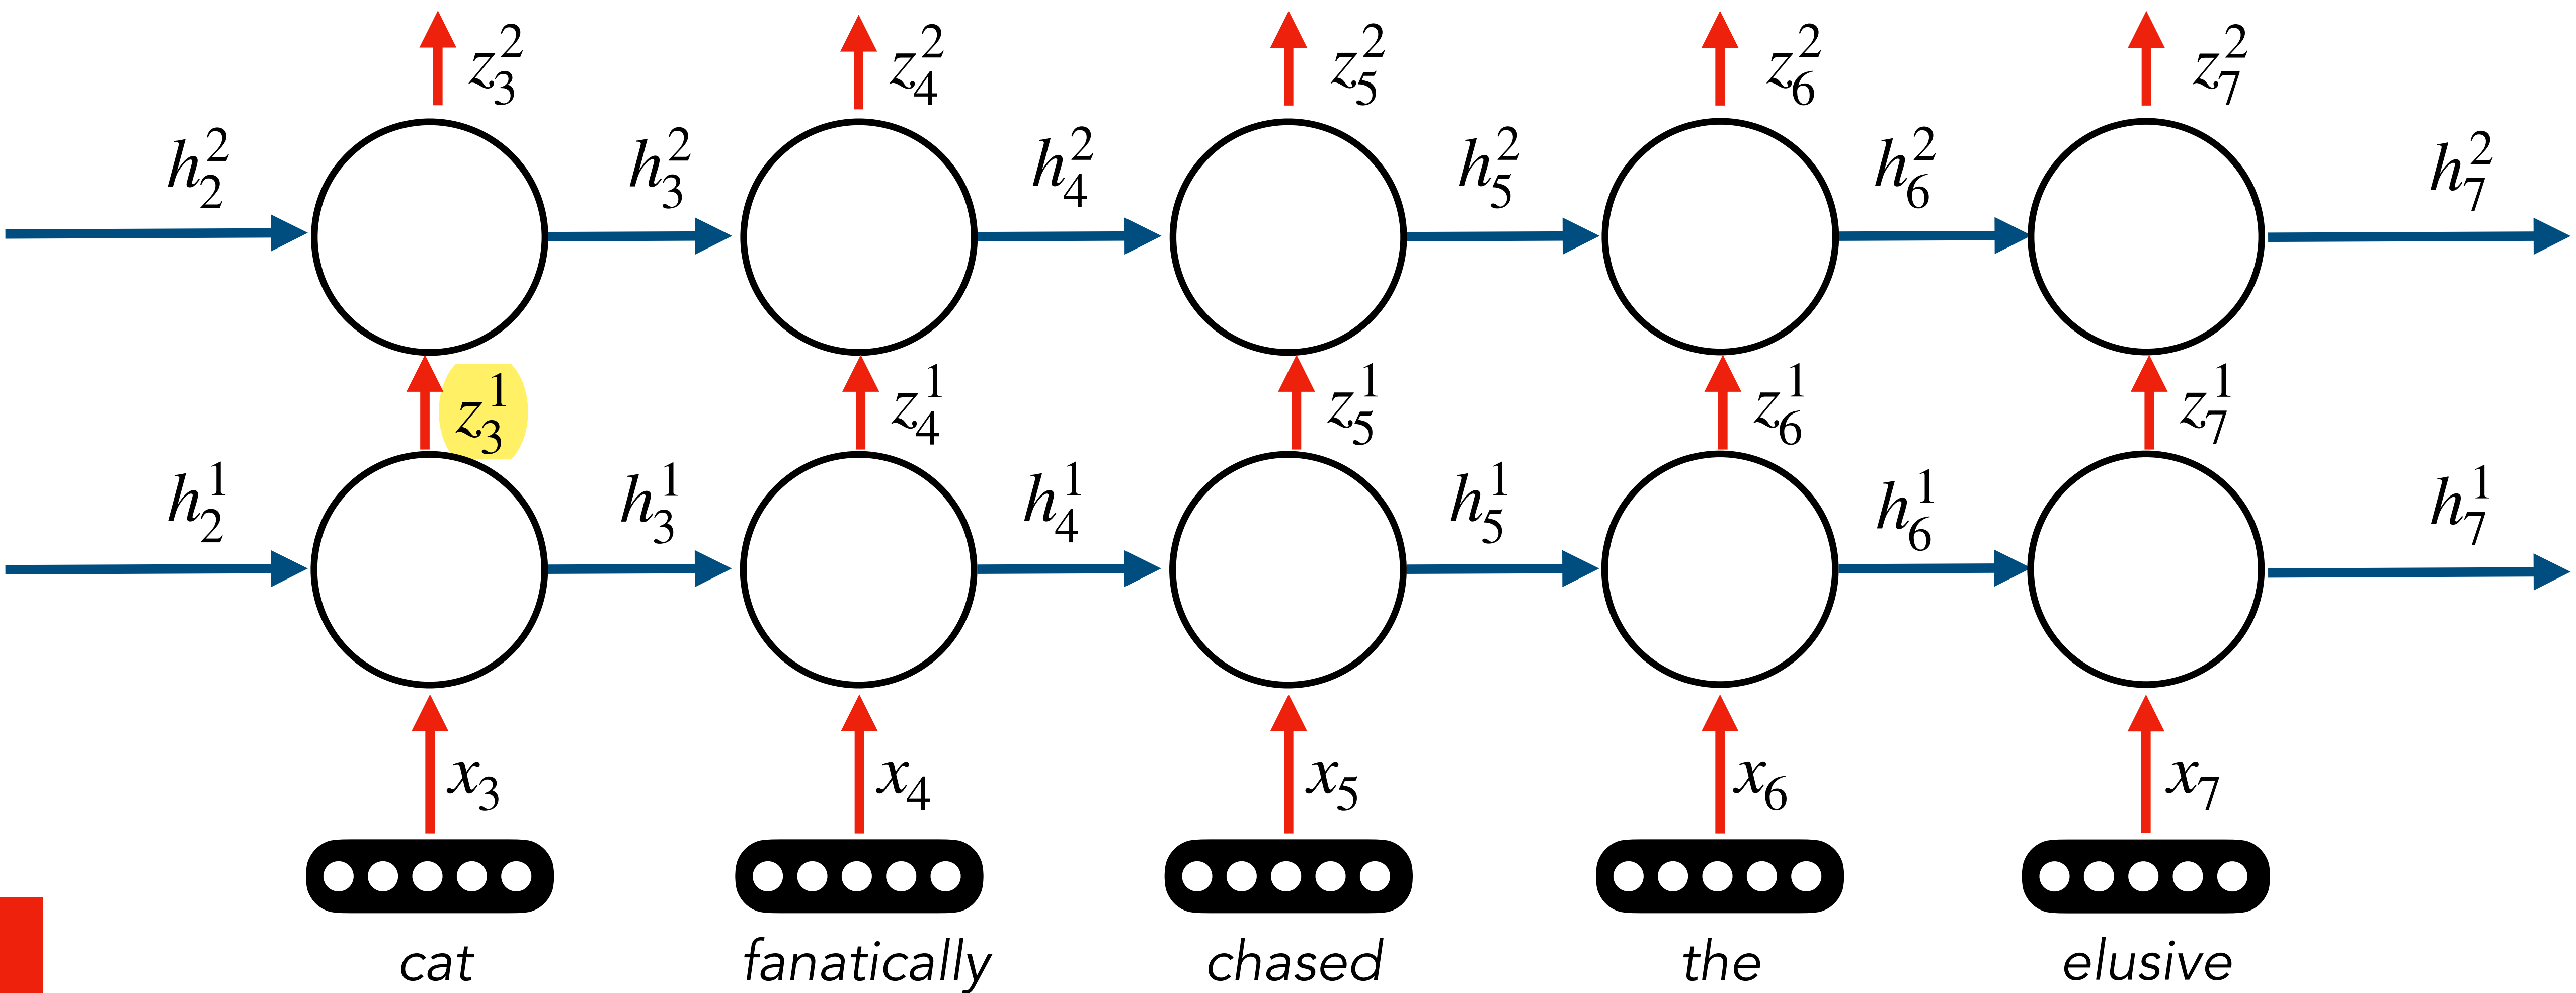 z_3^2 z_4^2 z_5^2 z_6^2 z_7^2
h_2^2 h_3^2 h_4^2 h_5^2 h_6^2 h_7^2
z_3^1 z_4^1 z_5^1 z_6^1 z_7^1
h_2^1 h_3^1 h_4^1 h_5^1 h_6^1 h_7^1
x_3 x_4 x_5 x_6 x_7
cat fanatically chased the elusive